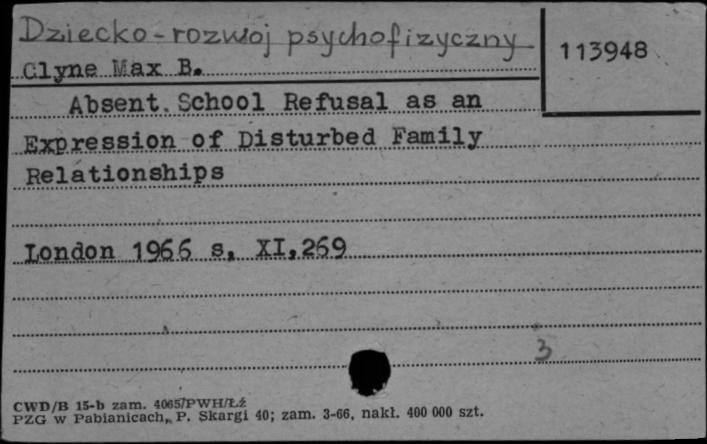 Dziecko-rozwój psychofizyczny
113948
Clyne Max B.
Absent. School Refusal as an
Expression of Disturbed Family
Relationships
London 1966 s. XI,269
3
CWD/B 15-b zam. 4065/PWH/Łź
PZG w Pabianicach, P. Skargi 40; zam. 3-66, nakł. 400 000 szt.